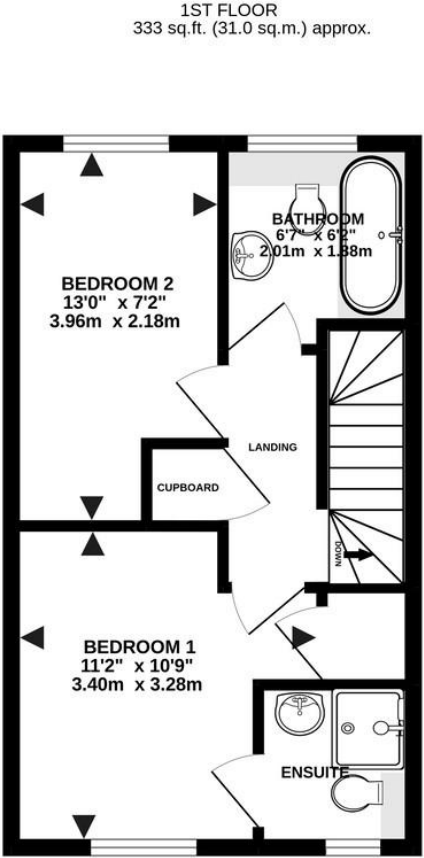 1ST FLOOR
333 sq.ft. (31.0 sq.m.) approx.
BATHROOM
6'7" x 6'2"
2.01m x 1.88m
BEDROOM 2
13'0" x 7'2"
3.96m x 2.18m
LANDING
CUPBOARD
DOWN
BEDROOM 1
11'2" x 10'9"
3.40m x 3.28m
ENSUITE